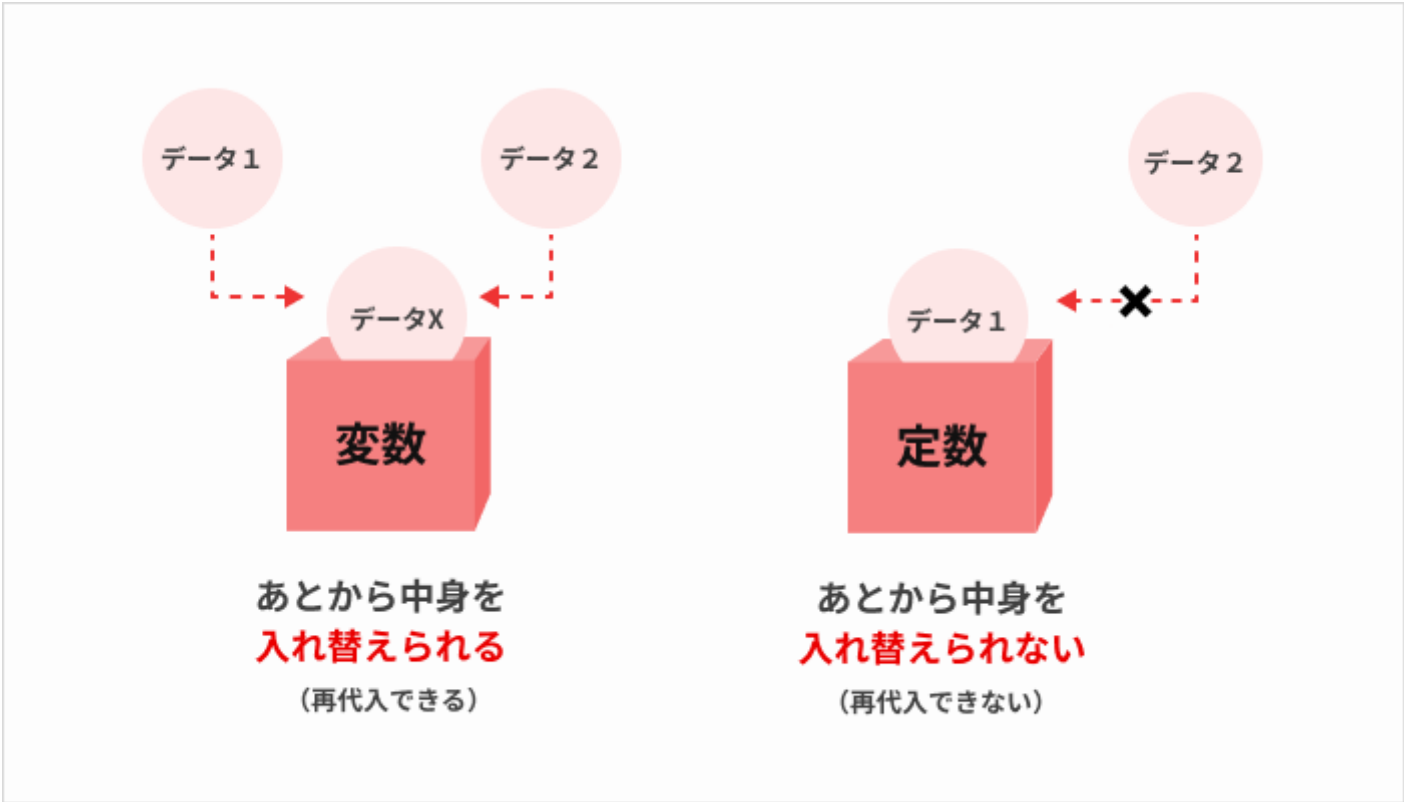 データ１
データ２
データX
変数
あとから中身を
入れ替えられる
（再代入できる）
データ２
データ１
定数
あとから中身を
入れ替えられない
（再代入できない）